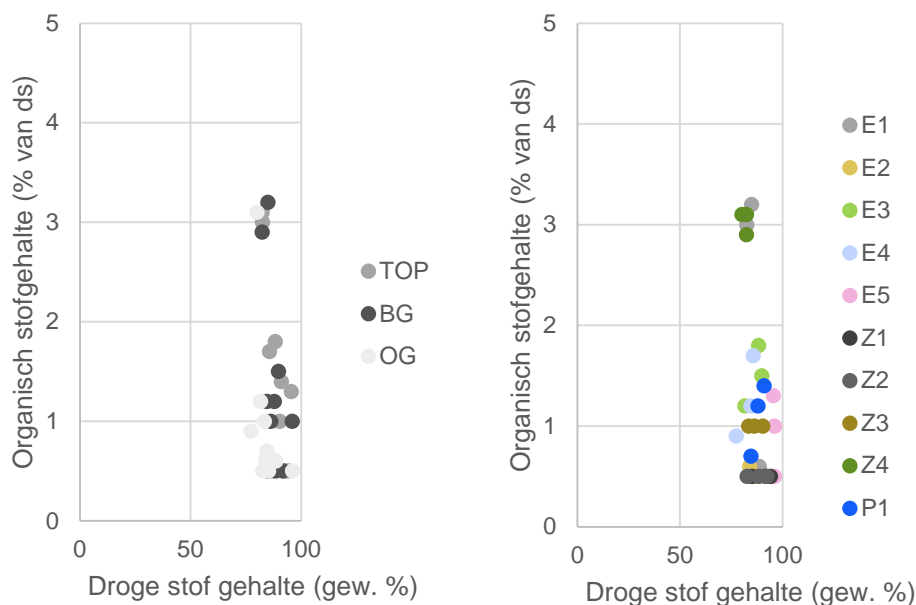 Organisch stofgehalte (% van ds)
5
4
3
2
1
0
0
50
100
Droge stof gehalte (gew. %)
TOP
BG
OG
Organisch stofgehalte (% van ds)
5
4
3
2
1
0
0
50
100
Droge stof gehalte (gew. %)
E1
E2
E3
E4
E5
Z1
Z2
Z3
Z4
P1